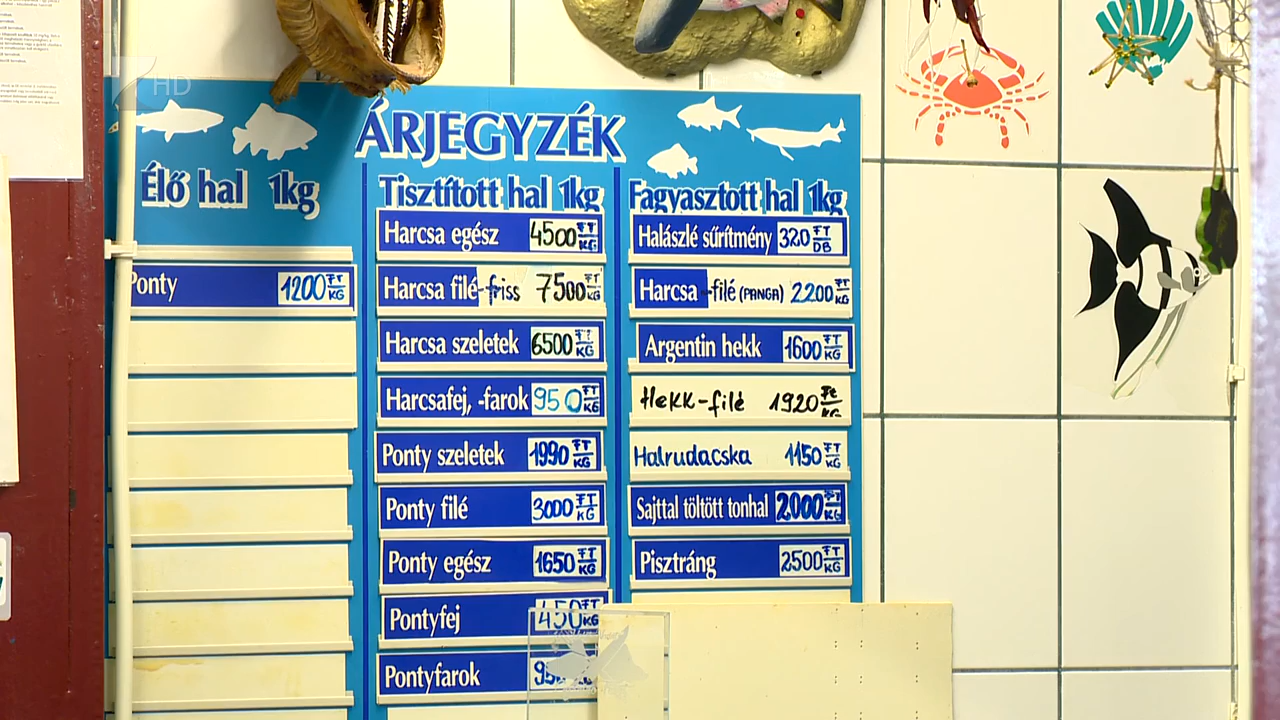 HD
ÁRJEGYZÉK
Élő hal 1kg
Ponty 1200 FT KG
Tisztított hal 1kg
Harcsa egész 4500 FT KG
Harcsa filé-friss 7500 FT KG
Harcsa szeletek 6500 FT KG
Harcsafej, -farok 950 FT KG
Ponty szeletek 1990 FT KG
Ponty filé 3000 FT KG
Ponty egész 1650 FT KG
Pontyfej 450 FT KG
Pontyfarok
Fagyasztott hal 1kg
Halászlé sűrítmény 320 FT DB
Harcsa -filé (PANGA) 2200 FT KG
Argentin hekk 1600 FT KG
Hekk-filé 1920 Ft KG
Halrudacska 1150 FT KG
Sajttal töltött tonhal 2000 FT KG
Pisztráng 2500 FT KG